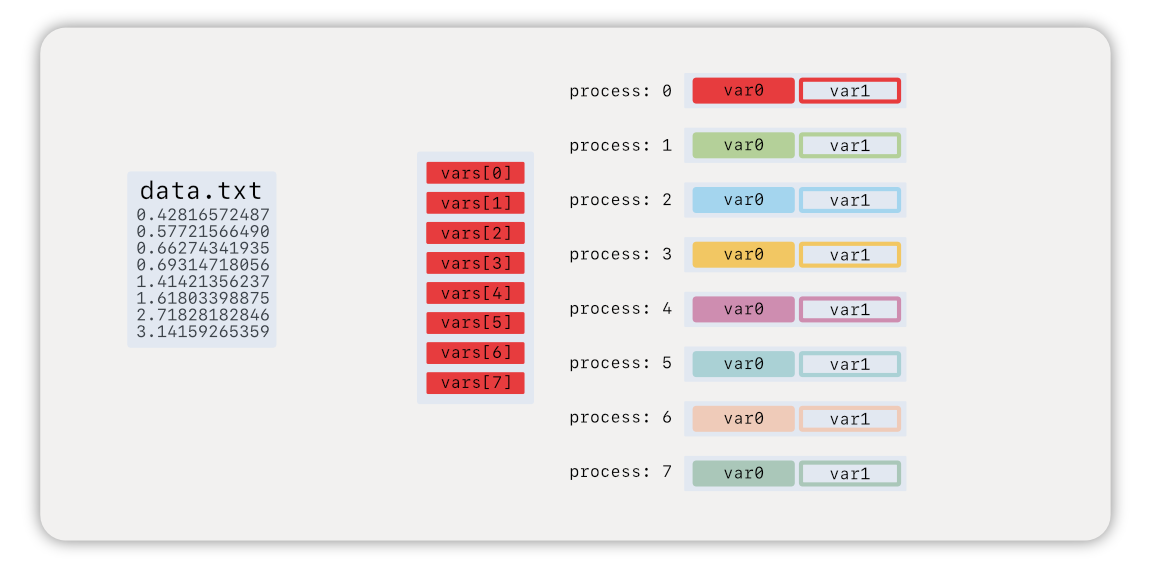 data.txt
0.42816572487
0.57721566490
0.66274341935
0.69314718056
1.41421356237
1.61803398875
2.71828182846
3.14159265359
vars[0]
vars[1]
vars[2]
vars[3]
vars[4]
vars[5]
vars[6]
vars[7]
process: 0 var0 var1
process: 1 var0 var1
process: 2 var0 var1
process: 3 var0 var1
process: 4 var0 var1
process: 5 var0 var1
process: 6 var0 var1
process: 7 var0 var1